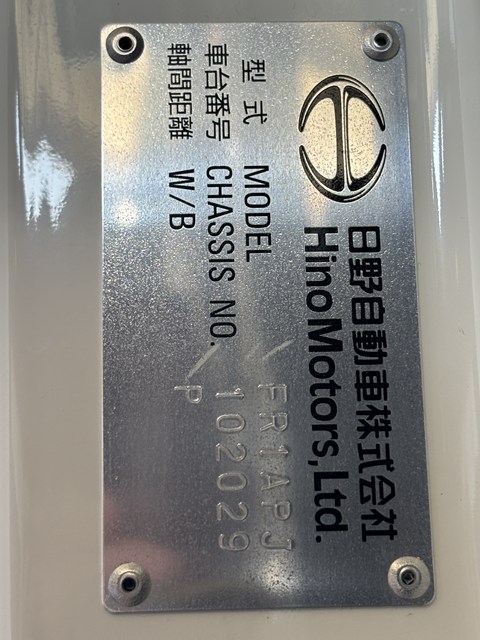 日野自動車株式会社
Hino Motors, Ltd.
型式 MODEL FR1APJ
車台番号 CHASSIS NO. 102029
軸間距離 W/B P